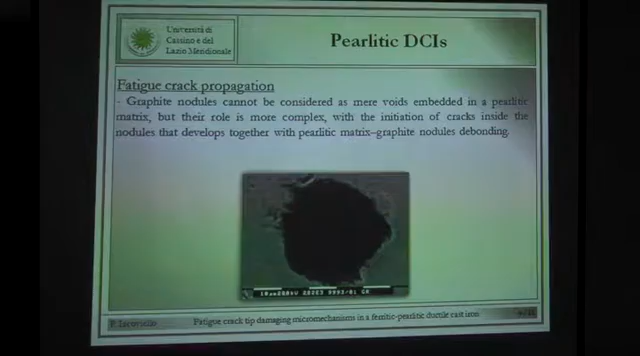 Università di
Cassino e del
Lazio Meridionale
Pearlitic DCIs
Fatigue crack propagation
- Graphite nodules cannot be considered as mere voids embedded in a pearlitic
matrix, but their role is more complex, with the initiation of cracks inside the
nodules that develops together with pearlitic matrix–graphite nodules debonding.
Fatigue crack tip damaging micromechanisms in a ferritic-pearlitic ductile cast iron